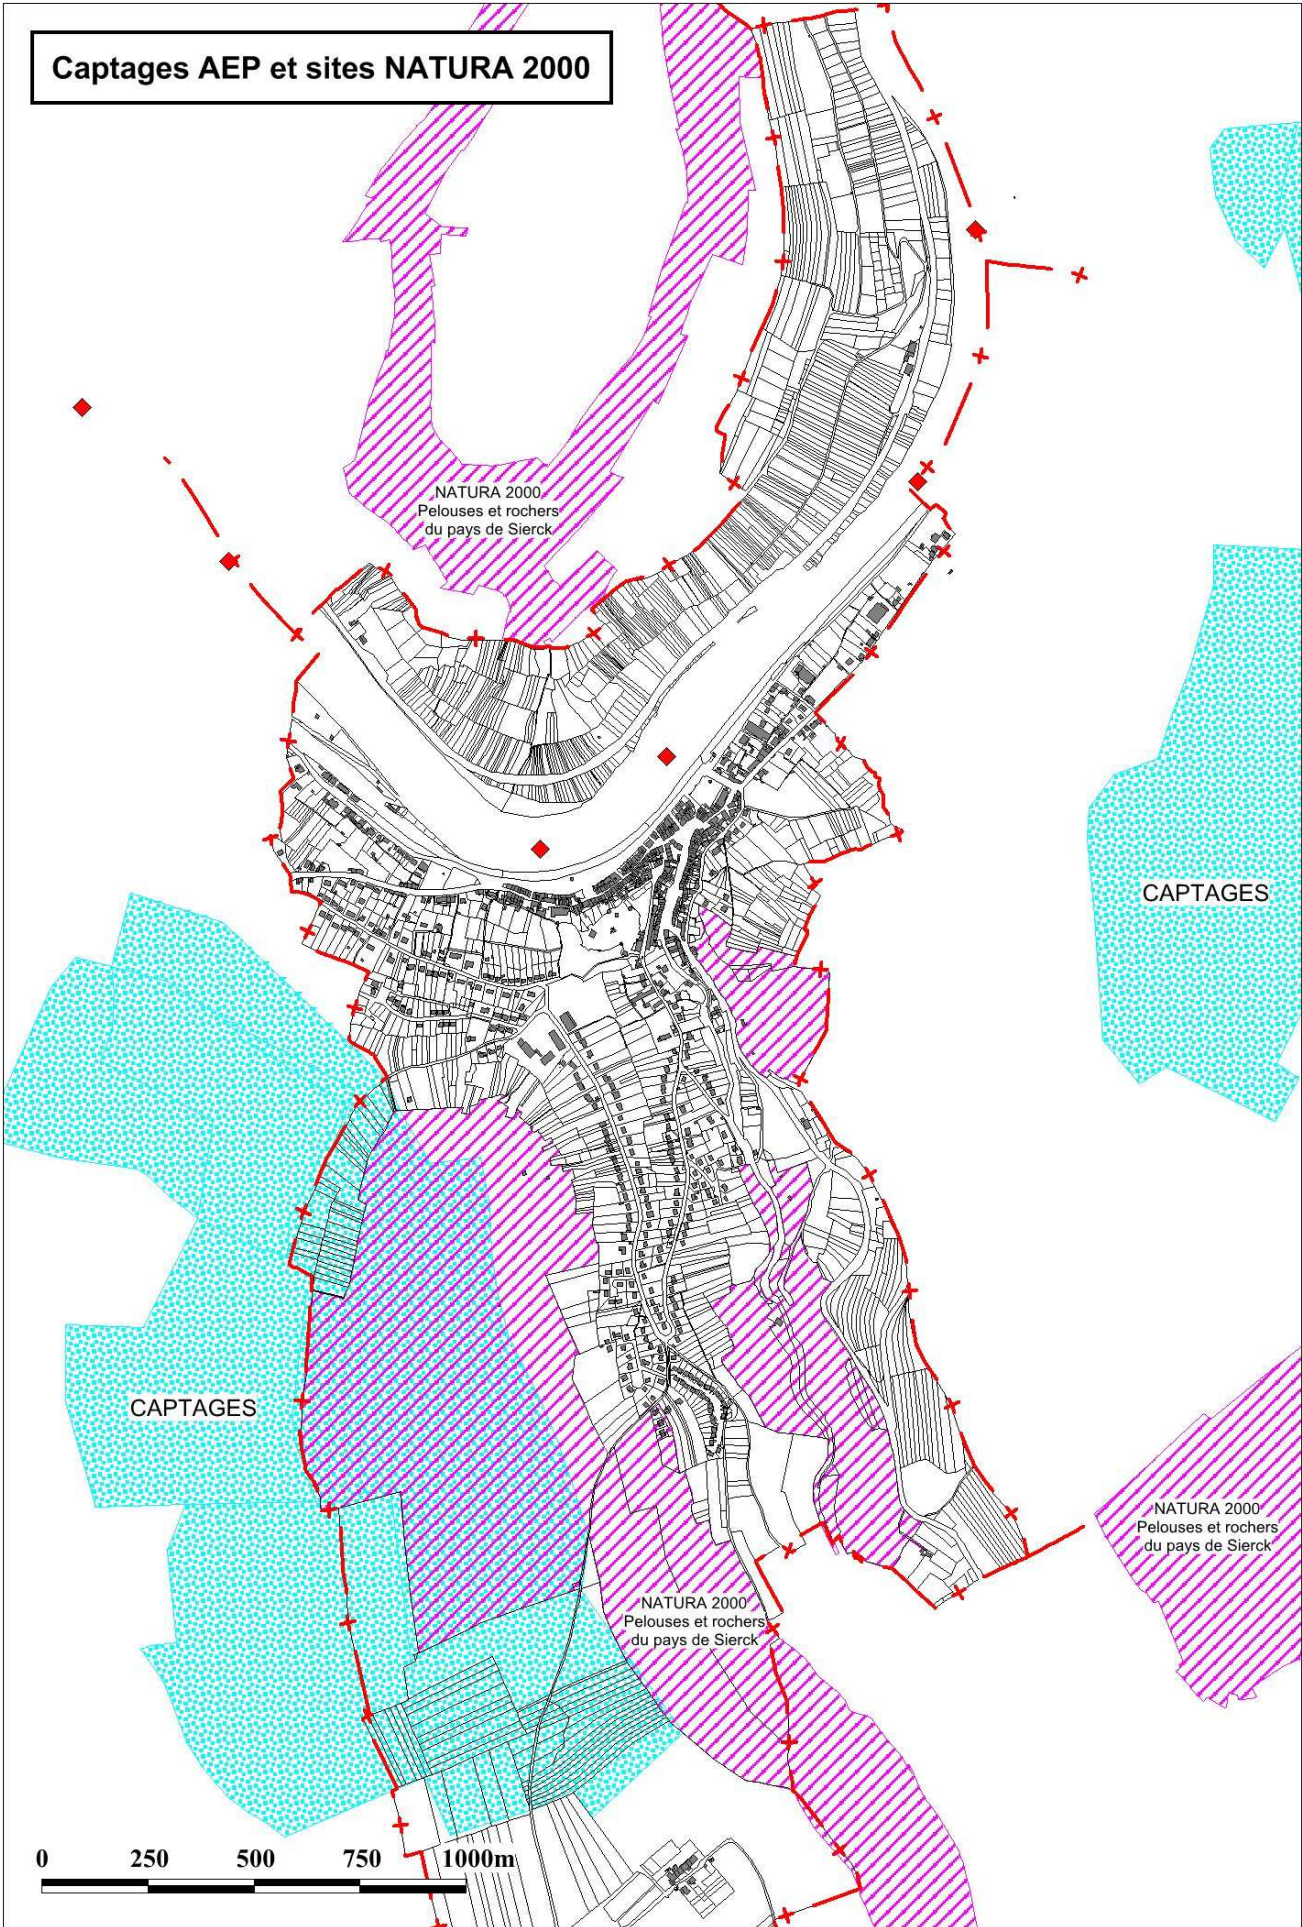 Captages AEP et sites NATURA 2000
NATURA 2000
Pelouses et rochers
du pays de Sierck
CAPTAGES
CAPTAGES
NATURA 2000
Pelouses et rochers
du pays de Sierck
NATURA 2000
Pelouses et rochers
du pays de Sierck
0 250 500 750 1000m